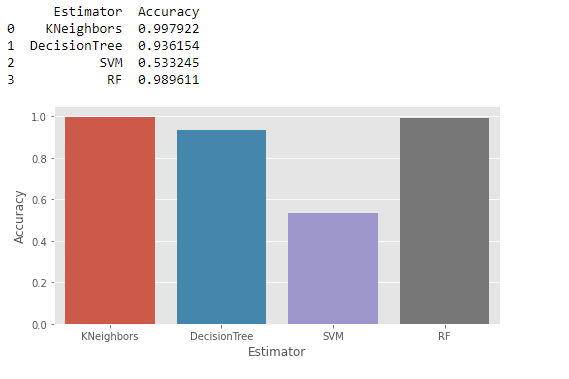 Estimator Accuracy
0 KNeighbors 0.997922
1 DecisionTree 0.936154
2 SVM 0.533245
3 RF 0.989611
1.0
0.8
0.6
0.4
0.2
0.0
Accuracy
KNeighbors DecisionTree SVM RF
Estimator